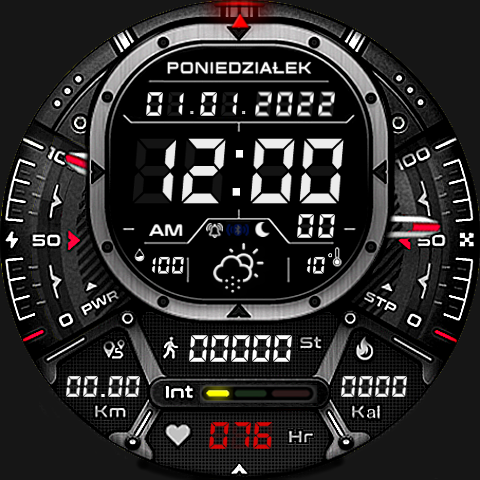 PONIEDZIAŁEK
01.01.2022
12:00
AM 00
100 10°
100 100
50 50
0 0
PWR STP
00000 St
00.00 Int 0000
Km Kal
076 Hr